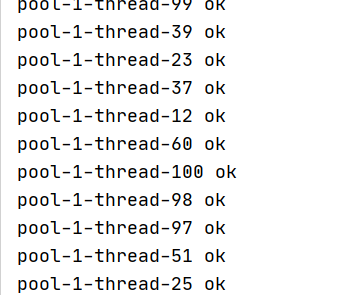 pool-1-thread-99 ok
pool-1-thread-39 ok
pool-1-thread-23 ok
pool-1-thread-37 ok
pool-1-thread-12 ok
pool-1-thread-60 ok
pool-1-thread-100 ok
pool-1-thread-98 ok
pool-1-thread-97 ok
pool-1-thread-51 ok
pool-1-thread-25 ok